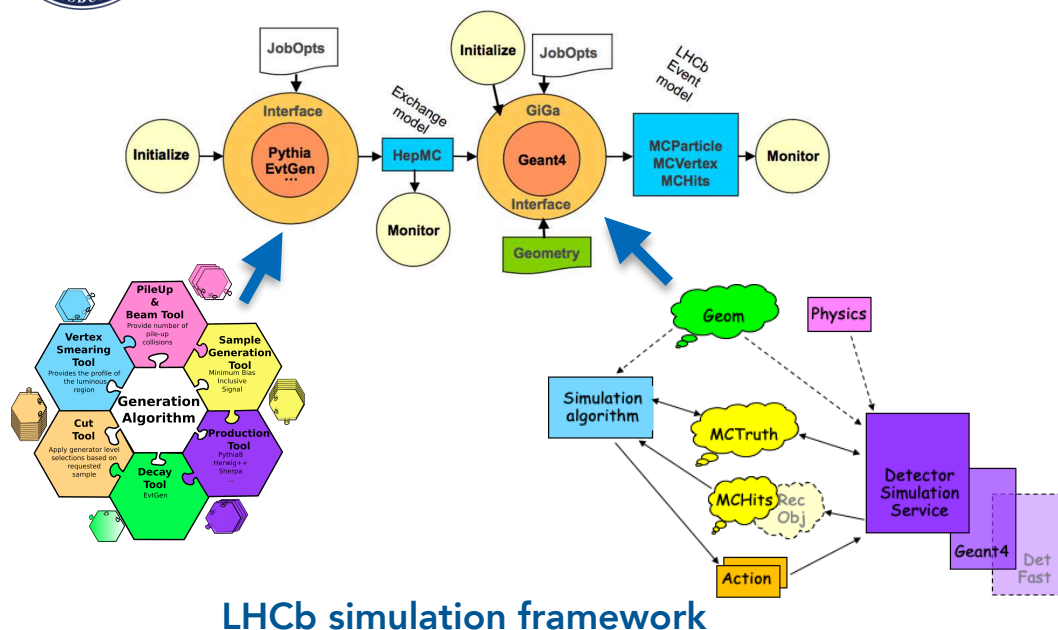 JobOpts
Interface
Initialize
Pythia
EvtGen
...
Exchange
model
HepMC
Monitor
Initialize
JobOpts
GiGa
Geant4
Interface
Geometry
LHCb
Event
model
MCParticle
MCVertex
MCHits
Monitor
PileUp
&
Beam Tool
Provide number of
pile-up
collisions
Vertex
Smearing
Tool
Provides the profile of
the luminous
region
Sample
Generation
Tool
Minimum Bias
Inclusive
Signal
Generation
Algorithm
Cut
Tool
Apply generator level
selections based on
requested
sample
Production
Tool
Pythia8
Herwig++
Sherpa
...
Decay
Tool
EvtGen
Geom
Physics
Simulation
algorithm
MCTruth
MCHits
Rec
Obj
Detector
Simulation
Service
Geant4
Det
Fast
Action
LHCb simulation framework